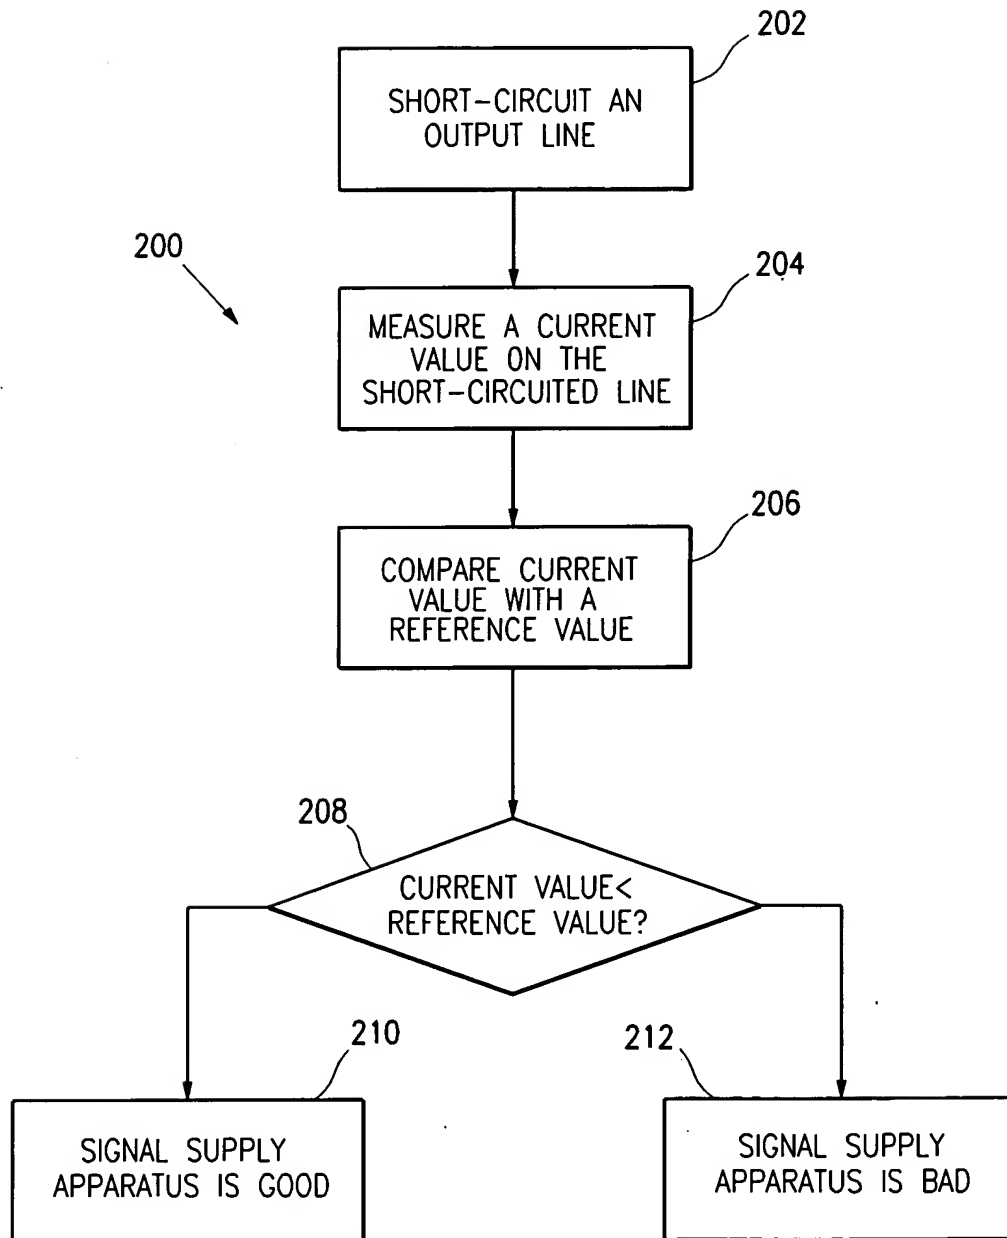 202
SHORT-CIRCUIT AN
OUTPUT LINE
200
204
MEASURE A CURRENT
VALUE ON THE
SHORT-CIRCUITED LINE
206
COMPARE CURRENT
VALUE WITH A
REFERENCE VALUE
208
CURRENT VALUE<
REFERENCE VALUE?
210
SIGNAL SUPPLY
APPARATUS IS GOOD
212
SIGNAL SUPPLY
APPARATUS IS BAD